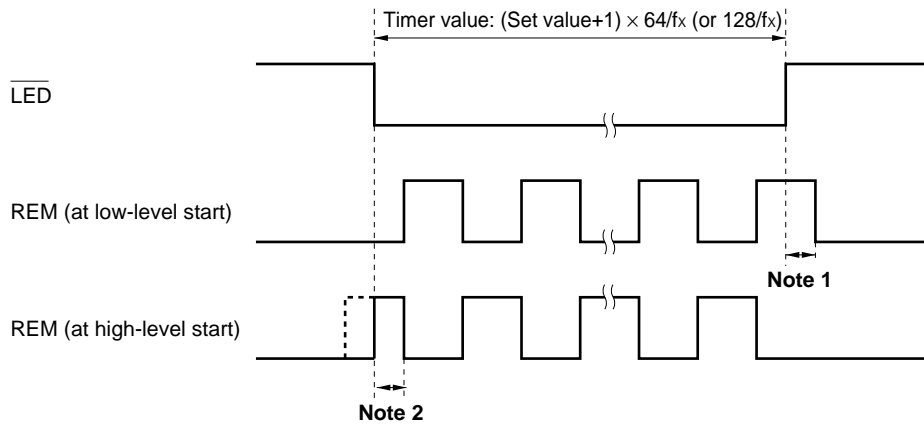 Timer value: (Set value+1) × 64/fx (or 128/fx)
LED
REM (at low-level start)
Note 1
REM (at high-level start)
Note 2